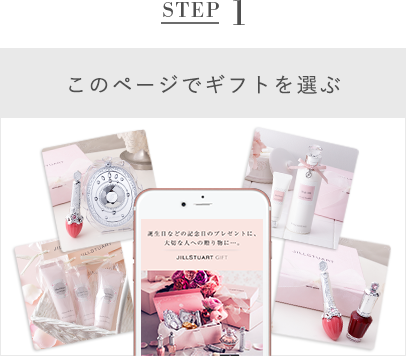 STEP 1
このページでギフトを選ぶ
誕生日などの記念日のプレゼントに、
大切な人への贈り物に…。
JILLSTUART GIFT
JILLSTUART